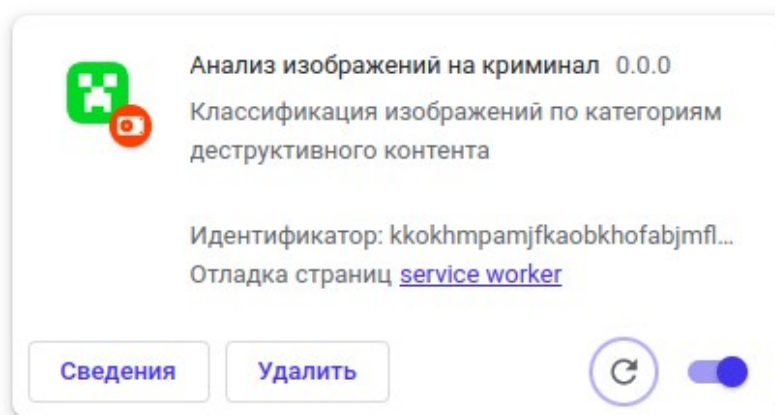 Анализ изображений на криминал 0.0.0
Классификация изображений по категориям
деструктивного контента
Идентификатор: kkokhmpamjfkaobkhofabjmfl...
Отладка страниц service worker
Сведения
Удалить